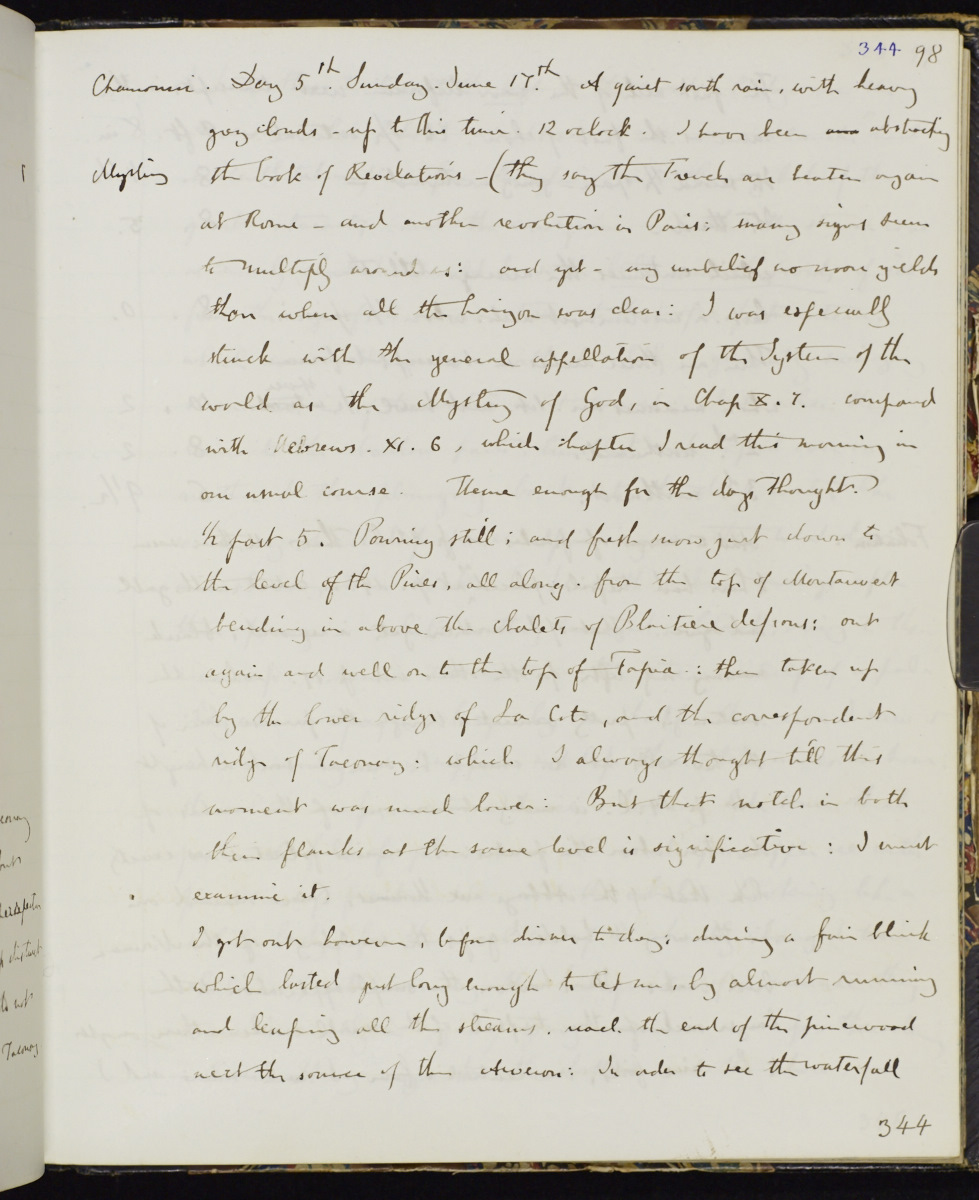 344 98
Chamouni. Day 5th. Sunday. June 17th. A quiet south rain, with heavy
grey clouds - up to this time. 12 oclock. I have been abstracting
Mystery the book of Revelations - (they say the French are beaten again
at Rome - and another revolution in Paris: many signs seem
to multiply around us: and yet - my unbelief no more yields
than when all the horizon was clear: I was especially
struck with the general appellation of the System of the
world as the Mystery of God, in Chap X. 7. compared
with Hebrews. XI. 6, which chapter I read this morning in
our usual course. Theme enough for the days thought.)
1/2 past 5. Pouring still; and fresh snow just down to
the level of the Pines, all along. from the top of Montanvert
bending in above the chalets of Blaitiere dessous; out
again and well on to the top of Tapia: then taken up
by the lower ridge of La Cote, and the correspondent
ridge of Taconay: which I always thought till this
moment was much lower: But that notch in both
their flanks at the same level is significative: I must
examine it.
I got out however, before dinner today; during a fair blink
which lasted just long enough to let me, by almost running
and leaping all the streams, reach the end of the pinewood
next the source of the Arveron: In order to see the waterfall
344
distant
not
Taconay